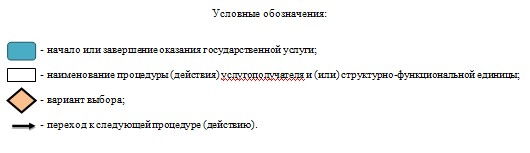 Условные обозначения:
- начало или завершение оказания государственной услуги;
- наименование процедуры (действия) услугополучателя и (или) структурно-функциональной единицы;
- вариант выбора;
- переход к следующей процедуре (действию).